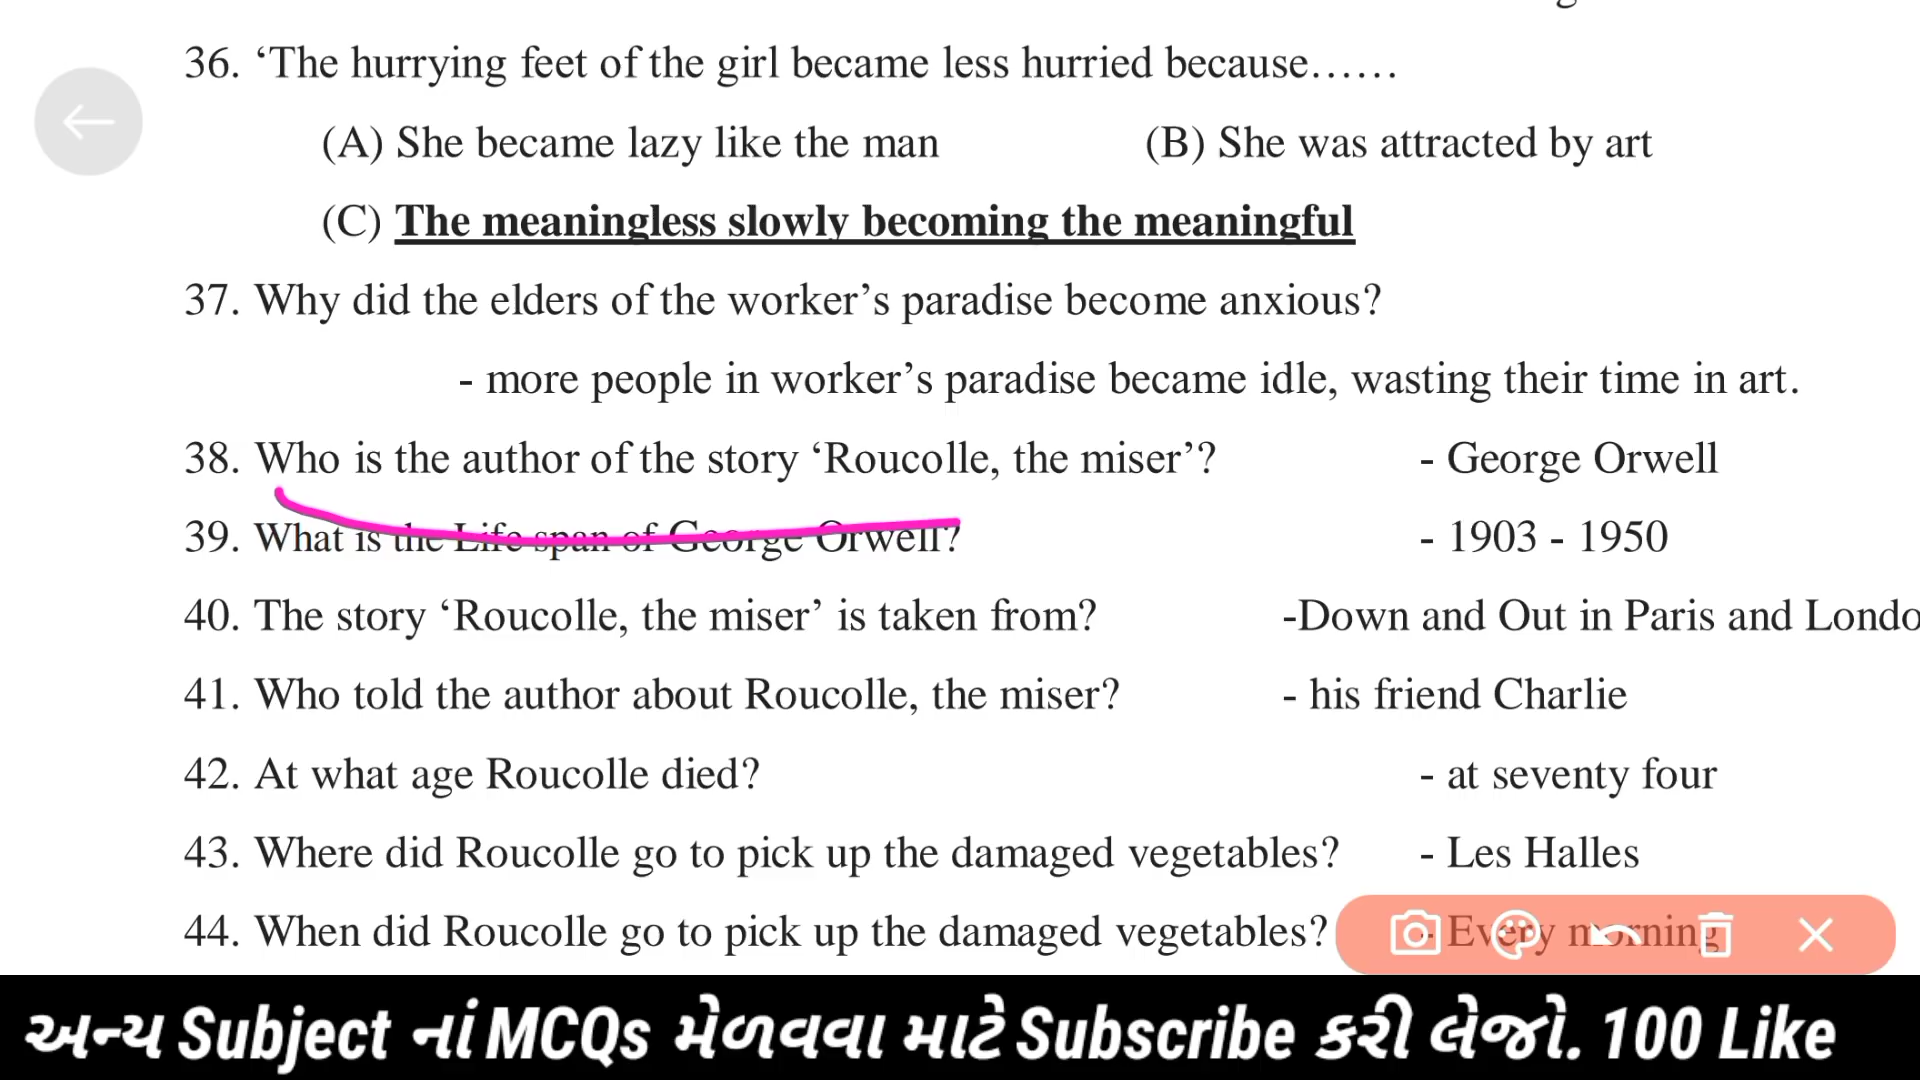 36. ‘The hurrying feet of the girl became less hurried because……
(A) She became lazy like the man (B) She was attracted by art
(C) The meaningless slowly becoming the meaningful
37. Why did the elders of the worker’s paradise become anxious?
- more people in worker’s paradise became idle, wasting their time in art.
38. Who is the author of the story ‘Roucolle, the miser’? - George Orwell
39. What is the Life span of George Orwell? - 1903 - 1950
40. The story ‘Roucolle, the miser’ is taken from? -Down and Out in Paris and Londo
41. Who told the author about Roucolle, the miser? - his friend Charlie
42. At what age Roucolle died? - at seventy four
43. Where did Roucolle go to pick up the damaged vegetables? - Les Halles
44. When did Roucolle go to pick up the damaged vegetables? - Every morning
અન્ય Subject નાં MCQs મેળવવા માટે Subscribe કરી લેજો. 100 Like